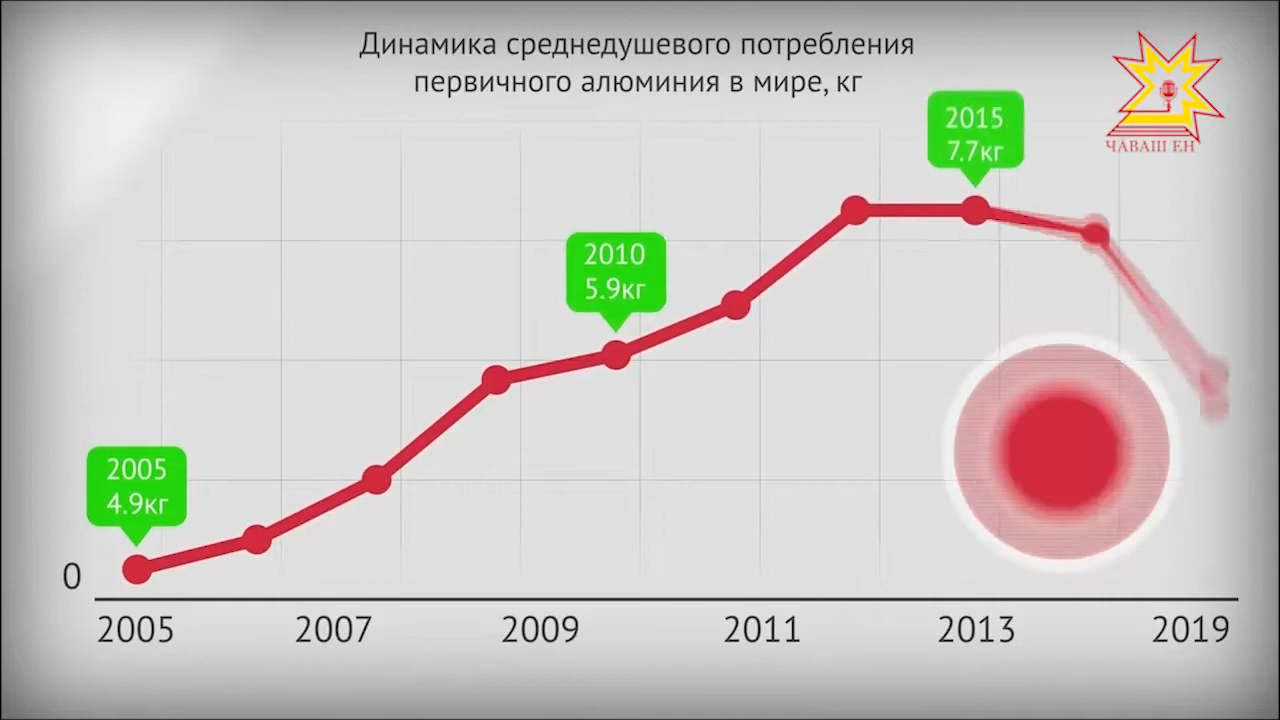 Динамика среднедушевого потребления
первичного алюминия в мире, кг
ЧӐВАШ ЕН
2015
7.7кг
2010
5.9кг
2005
4.9кг
0
2005 2007 2009 2011 2013 2019